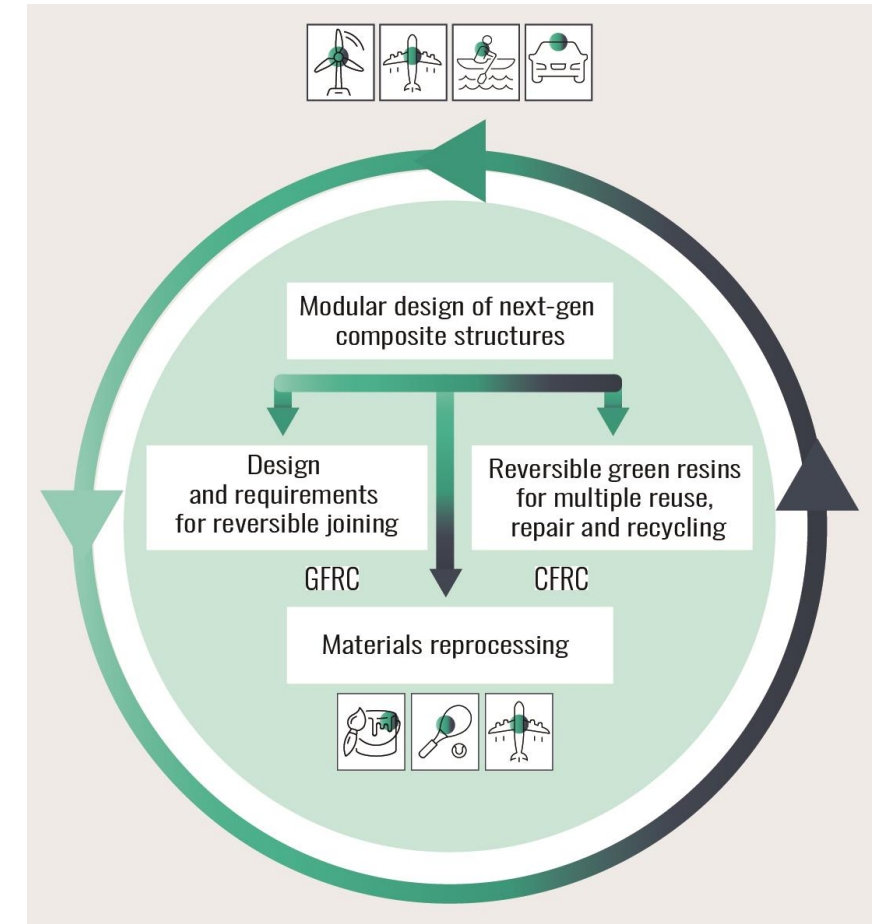 Modular design of next-gen
composite structures
Design
and requirements
for reversible joining
Reversible green resins
for multiple reuse,
repair and recycling
GFRC
CFRC
Materials reprocessing